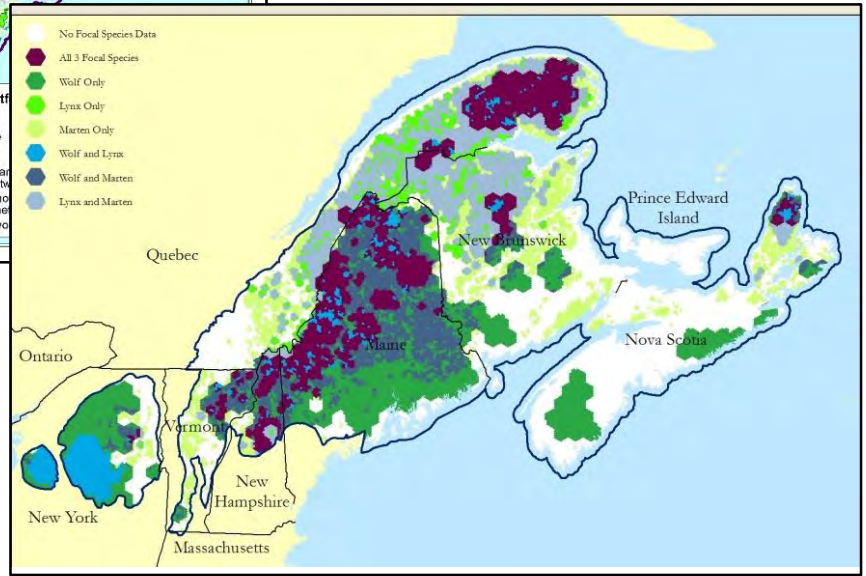 No Focal Species Data
All 3 Focal Species
Wolf Only
Lynx Only
Marten Only
Wolf and Lynx
Wolf and Marten
Lynx and Marten
Quebec
Ontario
New York
Vermont
New
Hampshire
Massachusetts
Maine
New Brunswick
Prince Edward
Island
Nova Scotia